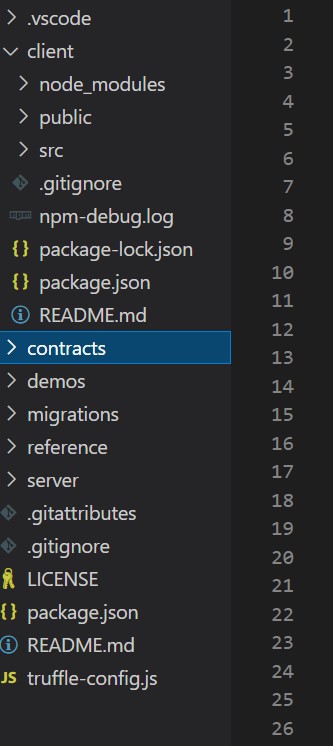 .vscode
client
node_modules
public
src
.gitignore
npm-debug.log
package-lock.json
package.json
README.md
contracts
demos
migrations
reference
server
.gitattributes
.gitignore
LICENSE
package.json
README.md
truffle-config.js
1
2
3
4
5
6
7
8
9
10
11
12
13
14
15
16
17
18
19
20
21
22
23
24
25
26